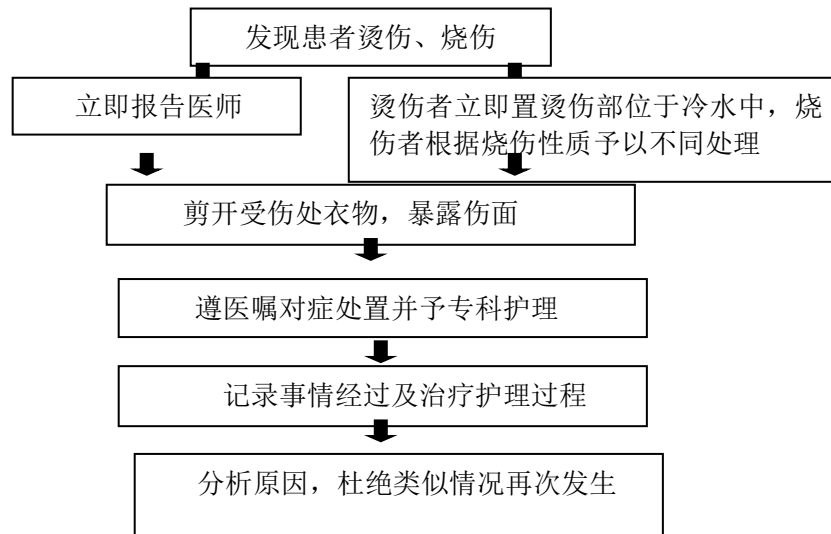 发现患者烫伤、烧伤
立即报告医师
烫伤者立即置烫伤部位于冷水中，烧
伤者根据烧伤性质予以不同处理
剪开受伤处衣物，暴露伤面
遵医嘱对症处置并予专科护理
记录事情经过及治疗护理过程
分析原因，杜绝类似情况再次发生